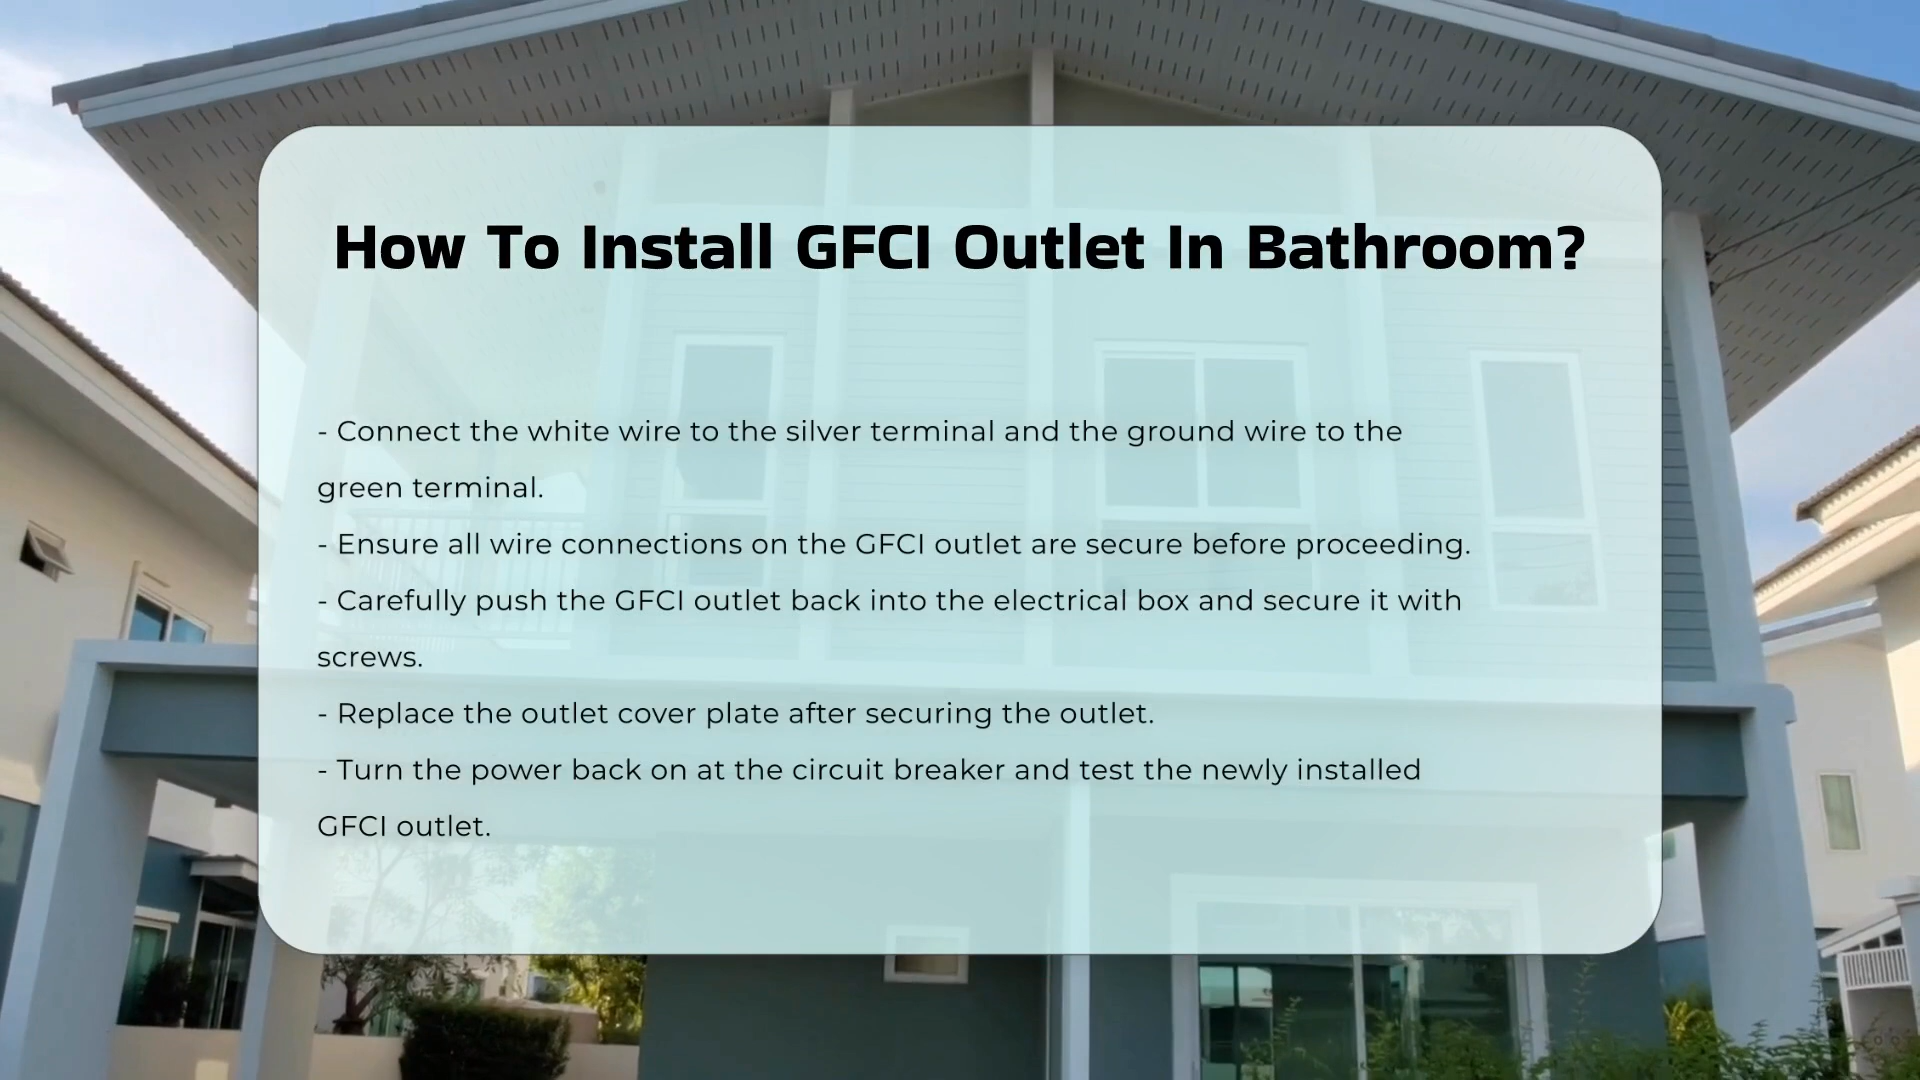 How To Install GFCI Outlet In Bathroom?
- Connect the white wire to the silver terminal and the ground wire to the
green terminal.
- Ensure all wire connections on the GFCI outlet are secure before proceeding.
- Carefully push the GFCI outlet back into the electrical box and secure it with
screws.
- Replace the outlet cover plate after securing the outlet.
- Turn the power back on at the circuit breaker and test the newly installed
GFCI outlet.